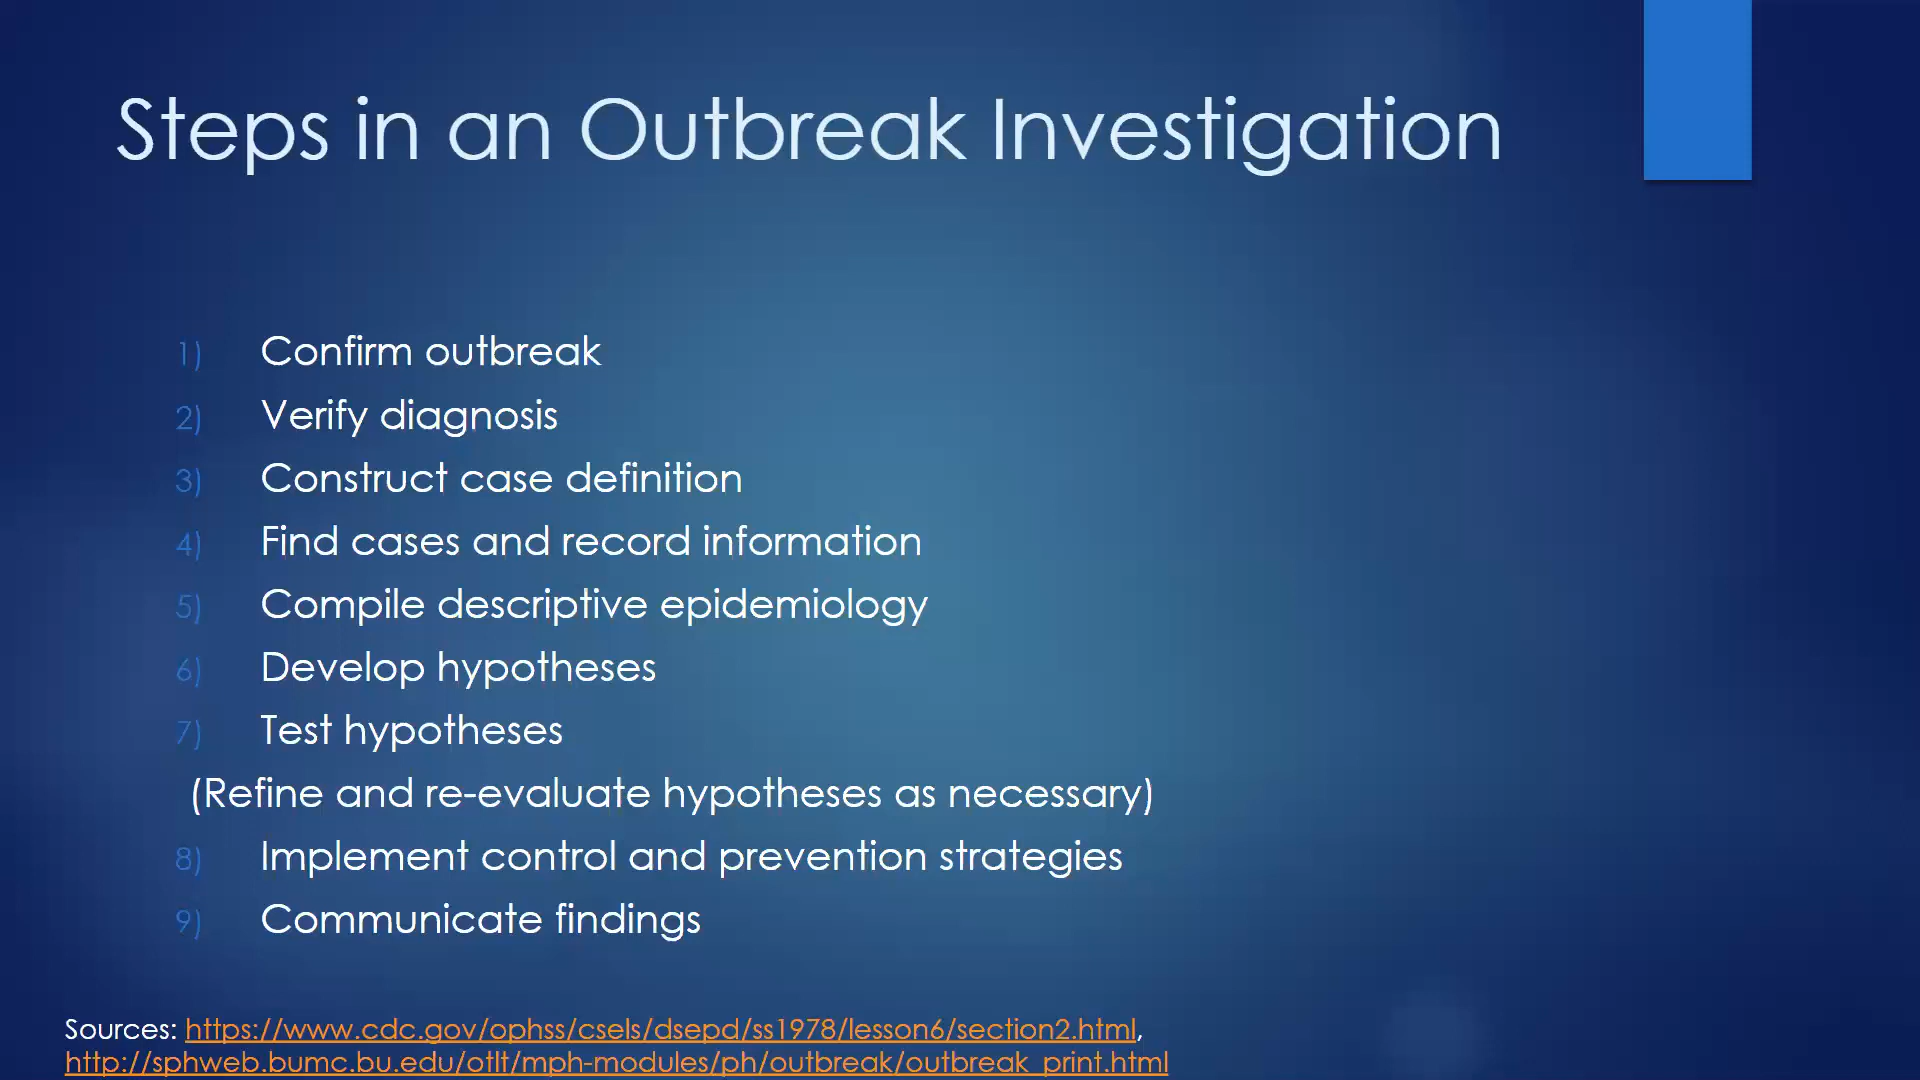 Steps in an Outbreak Investigation
1) Confirm outbreak
2) Verify diagnosis
3) Construct case definition
4) Find cases and record information
5) Compile descriptive epidemiology
6) Develop hypotheses
7) Test hypotheses
(Refine and re-evaluate hypotheses as necessary)
8) Implement control and prevention strategies
9) Communicate findings
Sources: https://www.cdc.gov/ophss/csels/dsepd/ss1978/lesson6/section2.html,
http://sphweb.bumc.bu.edu/otlt/mph-modules/ph/outbreak/outbreak_print.html